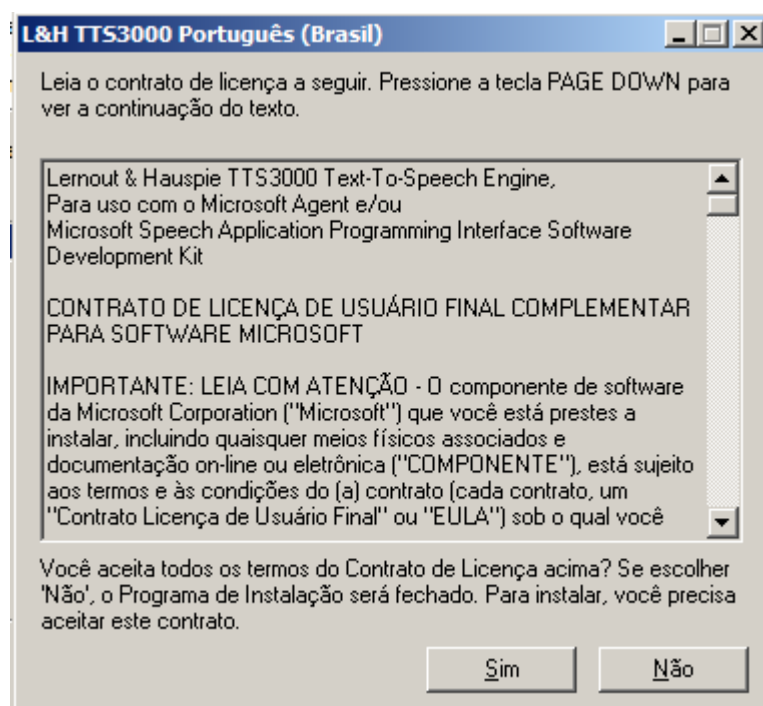 L&H TTS3000 Português (Brasil)
Leia o contrato de licença a seguir. Pressione a tecla PAGE DOWN para
ver a continuação do texto.
Lernout & Hauspie TTS3000 Text-To-Speech Engine,
Para uso com o Microsoft Agent e/ou
Microsoft Speech Application Programming Interface Software
Development Kit
CONTRATO DE LICENÇA DE USUÁRIO FINAL COMPLEMENTAR
PARA SOFTWARE MICROSOFT
IMPORTANTE: LEIA COM ATENÇÃO - O componente de software
da Microsoft Corporation ("Microsoft") que você está prestes a
instalar, incluindo quaisquer meios físicos associados e
documentação on-line ou eletrônica ("COMPONENTE"), está sujeito
aos termos e às condições do (a) contrato (cada contrato, um
"Contrato Licença de Usuário Final" ou "EULA") sob o qual você
Você aceita todos os termos do Contrato de Licença acima? Se escolher
'Não', o Programa de Instalação será fechado. Para instalar, você precisa
aceitar este contrato.
Sim
Não